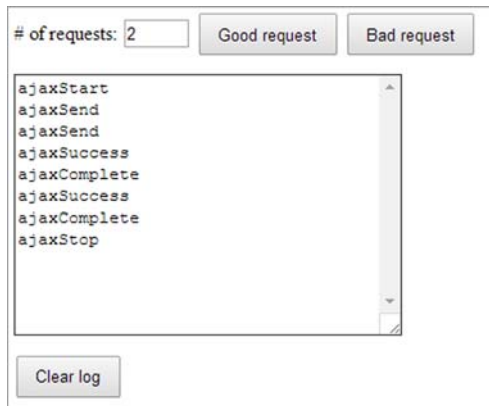 # of requests: 2 Good request Bad request
ajaxStart
ajaxSend
ajaxSend
ajaxSuccess
ajaxComplete
ajaxSuccess
ajaxComplete
ajaxStop
Clear log